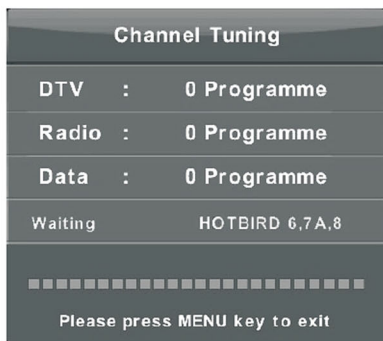 Channel Tuning
DTV : 0 Programme
Radio : 0 Programme
Data : 0 Programme
Waiting HOTBIRD 6,7A,8
Please press MENU key to exit